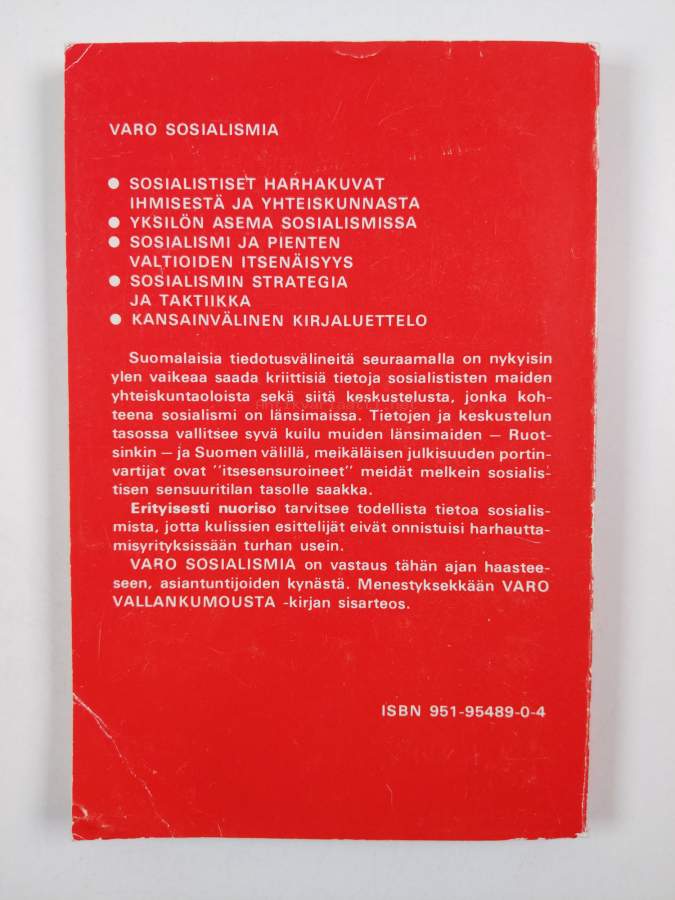 VARO SOSIALISMIA
● SOSIALISTISET HARHAKUVAT
IHMISESTÄ JA YHTEISKUNNASTA
● YKSILÖN ASEMA SOSIALISMISSA
● SOSIALISMI JA PIENTEN
VALTIOIDEN ITSENÄISYYS
● SOSIALISMIN STRATEGIA
JA TAKTIIKKA
● KANSAINVÄLINEN KIRJALUETTELO
Suomalaisia tiedotusvälineitä seuraamalla on nykyisin
ylen vaikeaa saada kriittisiä tietoja sosialististen maiden
yhteiskuntaoloista sekä siitä keskustelusta, jonka koh-
teena sosialismi on länsimaissa. Tietojen ja keskustelun
tasossa vallitsee syvä kuilu muiden länsimaiden — Ruot-
sinkin — ja Suomen välillä, meikäläisen julkisuuden portin-
vartijat ovat "itsesensuroineet" meidät melkein sosialis-
tisen sensuuritilan tasolle saakka.
Erityisesti nuoriso tarvitsee todellista tietoa sosialis-
mista, jotta kulissien esittelijät eivät onnistuisi harhautta-
misyrityksissään turhan usein.
VARO SOSIALISMIA on vastaus tähän ajan haastee-
seen, asiantuntijoiden kynästä. Menestyksekkään VARO
VALLANKUMOUSTA -kirjan sisarteos.
ISBN 951-95489-0-4